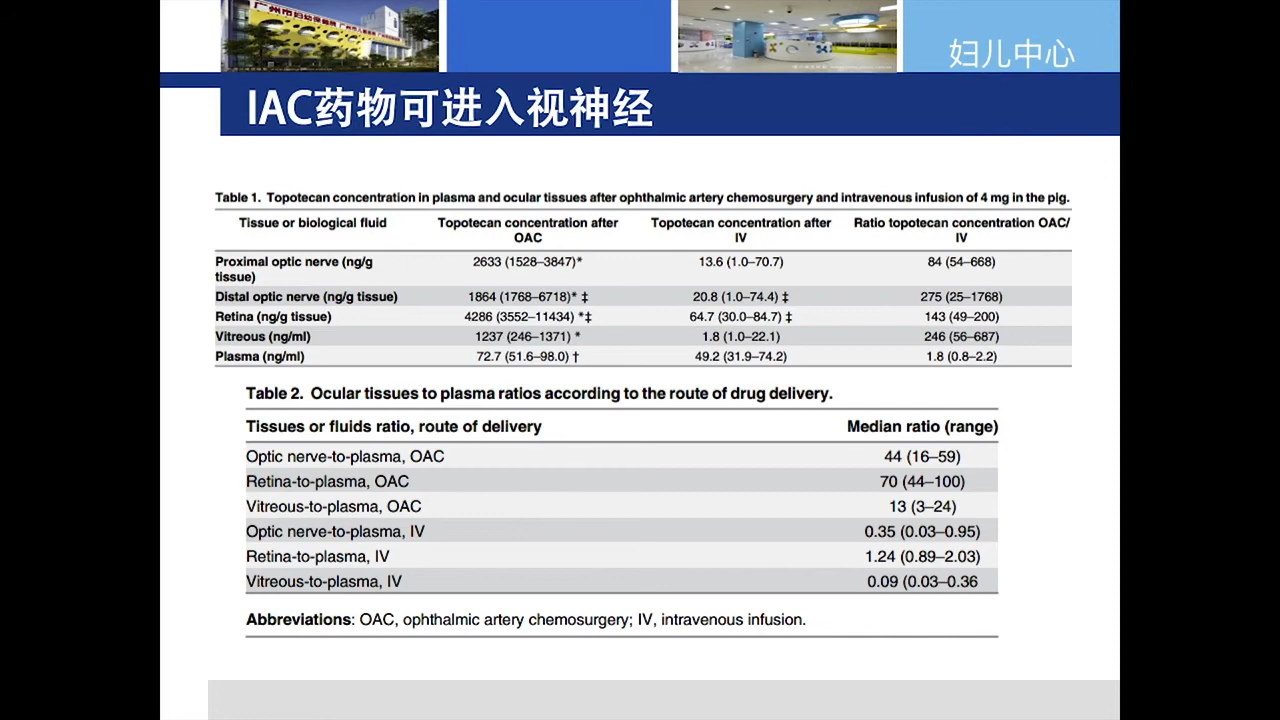 妇儿中心
IAC药物可进入视神经
Table 1. Topotecan concentration in plasma and ocular tissues after ophthalmic artery chemosurgery and intravenous infusion of 4 mg in the pig.
Tissue or biological fluid Topotecan concentration after OAC Topotecan concentration after IV Ratio topotecan concentration OAC/IV
Proximal optic nerve (ng/g tissue) 2633 (1528–3847)* 13.6 (1.0–70.7) 84 (54–668)
Distal optic nerve (ng/g tissue) 1864 (1768–6718)* ‡ 20.8 (1.0–74.4) ‡ 275 (25–1768)
Retina (ng/g tissue) 4286 (3552–11434) *‡ 64.7 (30.0–84.7) ‡ 143 (49–200)
Vitreous (ng/ml) 1237 (246–1371) * 1.8 (1.0–22.1) 246 (56–687)
Plasma (ng/ml) 72.7 (51.6–98.0) † 49.2 (31.9–74.2) 1.8 (0.8–2.2)
Table 2. Ocular tissues to plasma ratios according to the route of drug delivery.
Tissues or fluids ratio, route of delivery Median ratio (range)
Optic nerve-to-plasma, OAC 44 (16–59)
Retina-to-plasma, OAC 70 (44–100)
Vitreous-to-plasma, OAC 13 (3–24)
Optic nerve-to-plasma, IV 0.35 (0.03–0.95)
Retina-to-plasma, IV 1.24 (0.89–2.03)
Vitreous-to-plasma, IV 0.09 (0.03–0.36
Abbreviations: OAC, ophthalmic artery chemosurgery; IV, intravenous infusion.